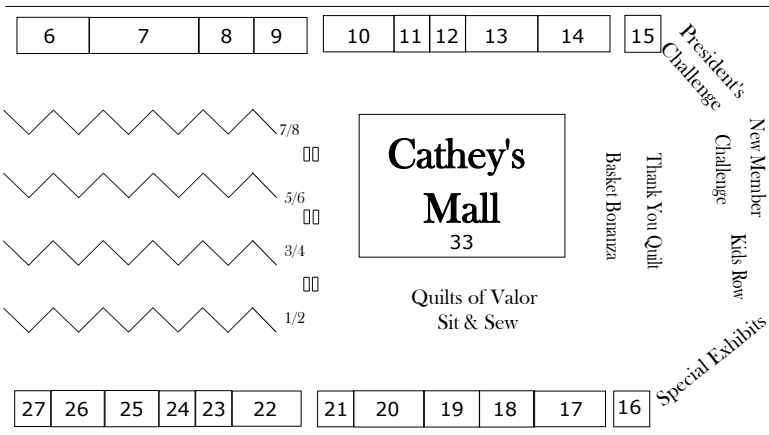 6 7 8 9 10 11 12 13 14 15
President's
Challenge
7/8
5/6
3/4
1/2
Cathey's
Mall
33
Quilts of Valor
Sit & Sew
Basket Bonanza
Thank You Quilt
New Member
Challenge
Kids Row
Special Exhibits
27 26 25 24 23 22 21 20 19 18 17 16